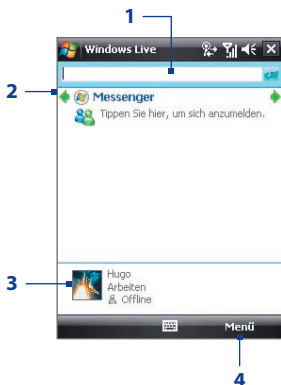 1
Windows Live
2
Messenger
Tippen Sie hier, um sich anzumelden.
3
Hugo
Arbeiten
Offline
Menü
4